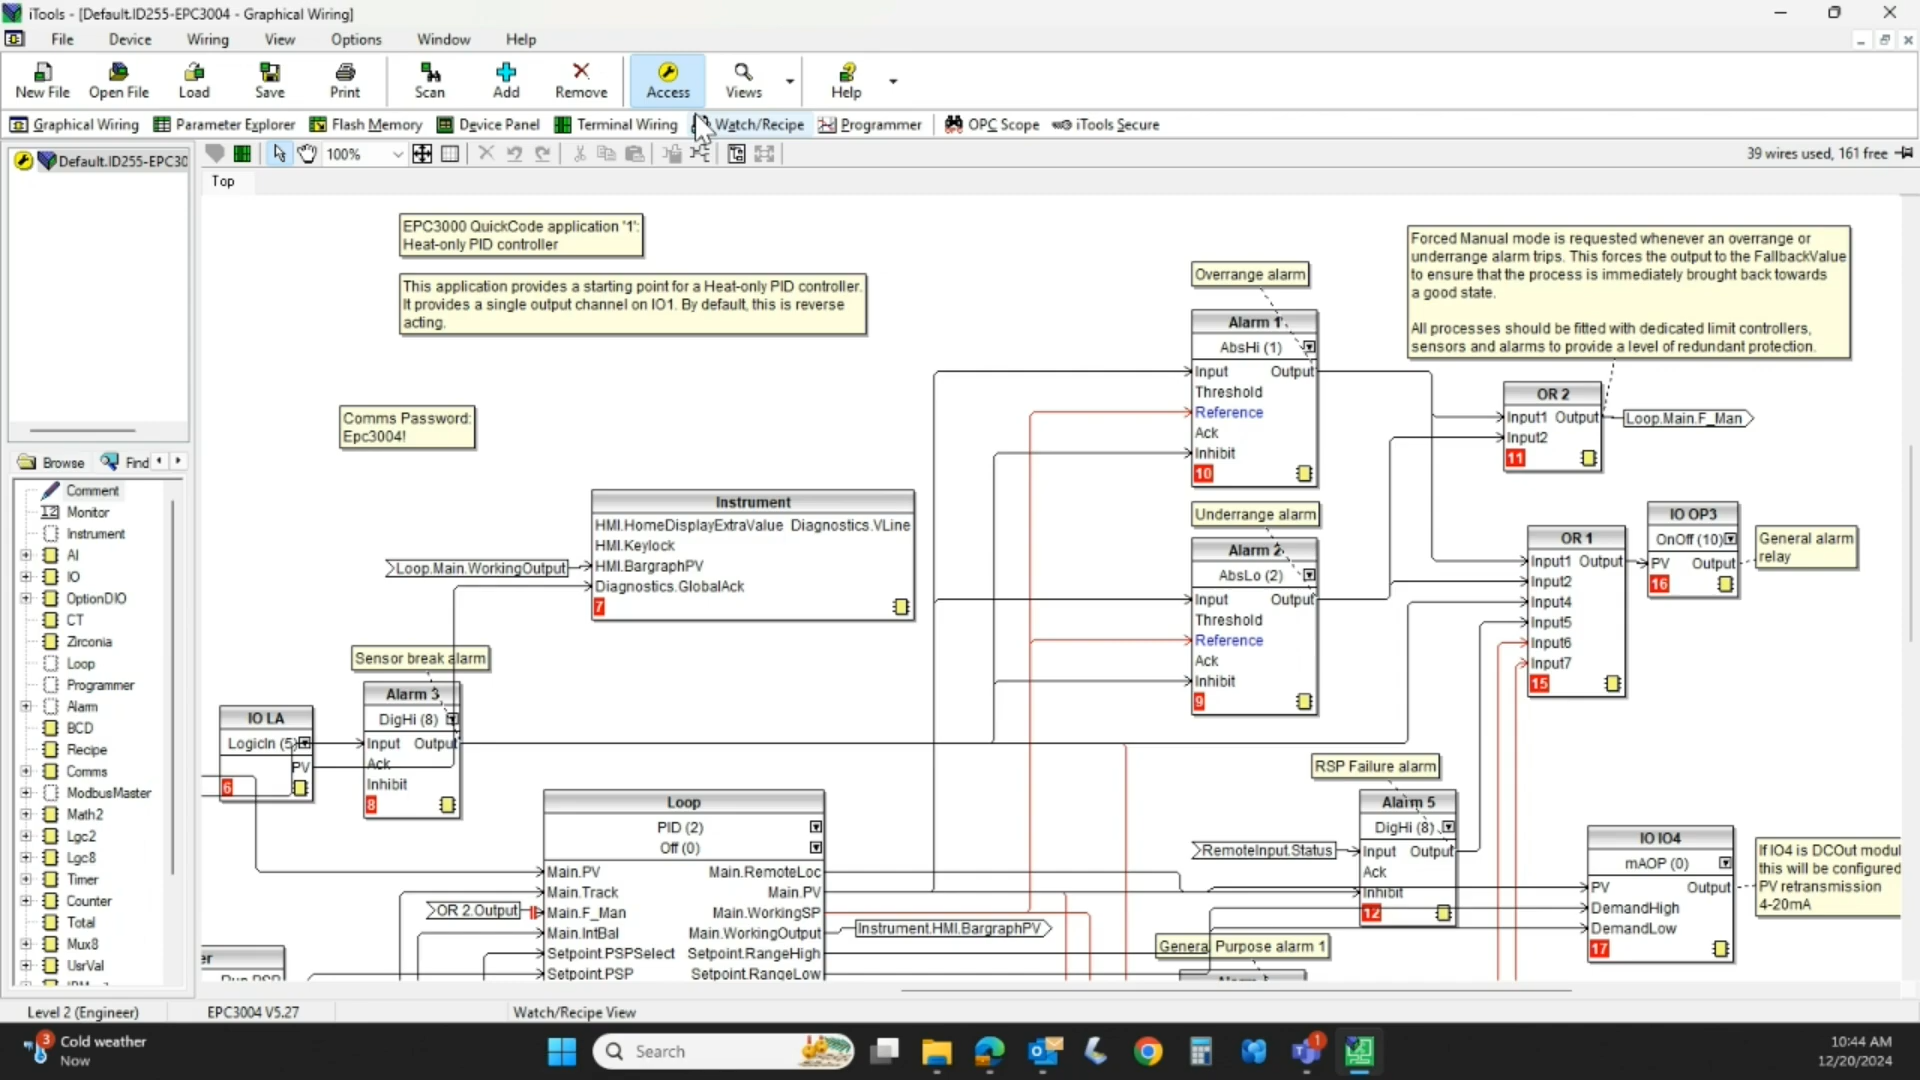 iTools - [Default.ID255-EPC3004 - Graphical Wiring]
File Device Wiring View Options Window Help
New File Open File Load Save Print Scan Add Remove Access Views Help
Graphical Wiring Parameter Explorer Flash Memory Device Panel Terminal Wiring Watch/Recipe Programmer OPC Scope iTools Secure
Default.ID255-EPC30
100%
39 wires used, 161 free
Top
EPC3000 QuickCode application '1':
Heat-only PID controller
This application provides a starting point for a Heat-only PID controller.
It provides a single output channel on IO1. By default, this is reverse
acting.
Comms Password:
Epc3004!
Overrange alarm
Alarm 1
AbsHi (1)
Input Output
Threshold
Reference
Ack
Inhibit
10
Forced Manual mode is requested whenever an overrange or
underrange alarm trips. This forces the output to the FallbackValue
to ensure that the process is immediately brought back towards
a good state.
All processes should be fitted with dedicated limit controllers,
sensors and alarms to provide a level of redundant protection.
OR 2
Input1 Output
Input2
11
Loop.Main.F_Man
Browse Find
Comment
Monitor
Instrument
AI
IO
OptionDIO
CT
Zirconia
Loop
Programmer
Alarm
BCD
Recipe
Comms
ModbusMaster
Math2
Lgc2
Lgc8
Timer
Counter
Total
Mux8
UsrVal
Instrument
HMI.HomeDisplayExtraValue Diagnostics.VLine
HMI.Keylock
HMI.BargraphPV
Diagnostics.GlobalAck
7
Loop.Main.WorkingOutput
Underrange alarm
Alarm 2
AbsLo (2)
Input Output
Threshold
Reference
Ack
Inhibit
9
OR 1
Input1 Output
Input2
Input4
Input5
Input6
Input7
15
IO OP3
OnOff (10)
PV Output
16
General alarm
relay
Sensor break alarm
IO LA
LogicIn (5)
PV
6
Alarm 3
DigHi (8)
Input Output
Ack
Inhibit
8
Loop
PID (2)
Off (0)
Main.PV Main.RemoteLoc
Main.Track Main.PV
Main.F_Man Main.WorkingSP
Main.IntBal Main.WorkingOutput
Setpoint.PSPSelect Setpoint.RangeHigh
Setpoint.PSP Setpoint.RangeLow
OR 2.Output
Instrument.HMI.BargraphPV
RSP Failure alarm
RemoteInput.Status
Alarm 5
DigHi (8)
Input Output
Ack
Inhibit
12
General Purpose alarm 1
IO IO4
mAOP (0)
PV Output
DemandHigh
DemandLow
17
If IO4 is DCOut modul
this will be configured
PV retransmission
4-20mA
Level 2 (Engineer) EPC3004 V5.27 Watch/Recipe View
3
Cold weather
Now
Search
1
10:44 AM
12/20/2024